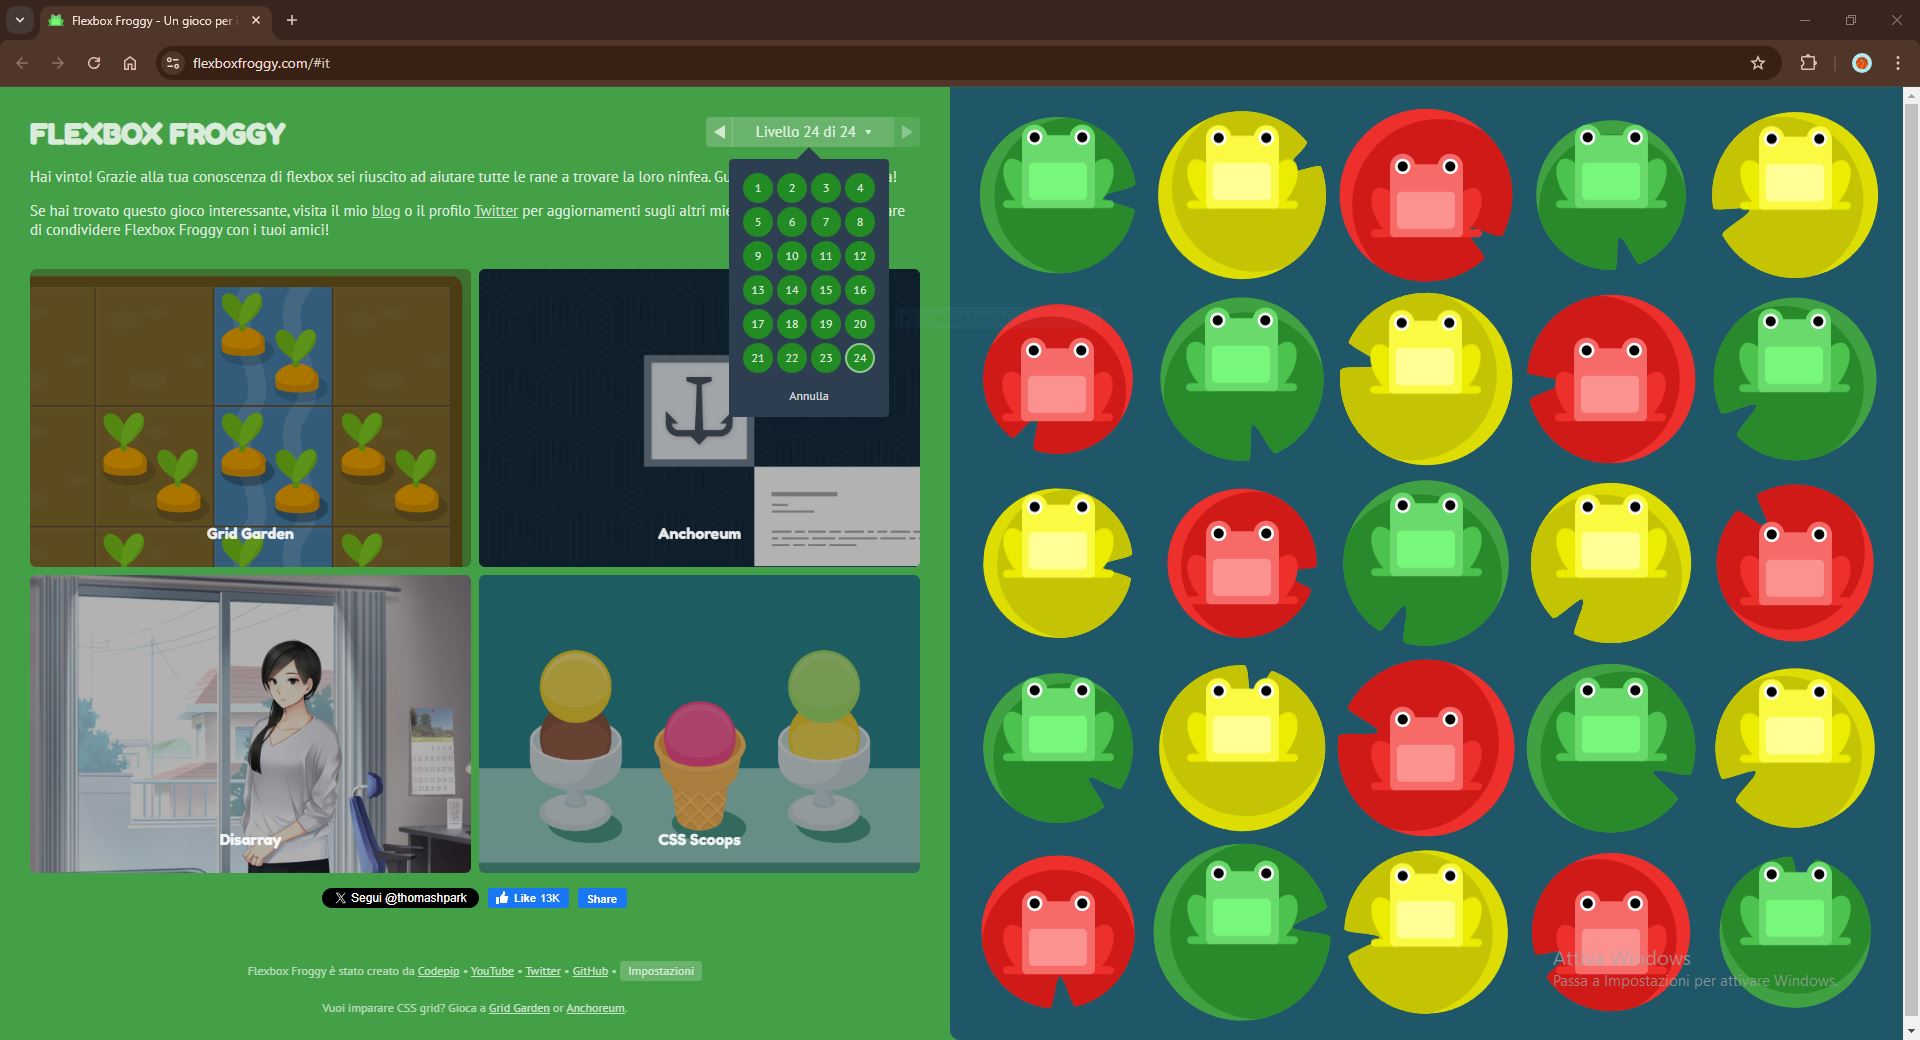 Flexbox Froggy - Un gioco per i
flexboxfroggy.com/#it
FLEXBOX FROGGY
Livello 24 di 24
Hai vinto! Grazie alla tua conoscenza di flexbox sei riuscito ad aiutare tutte le rane a trovare la loro ninfea. Gu
Se hai trovato questo gioco interessante, visita il mio blog o il profilo Twitter per aggiornamenti sugli altri mie
di condividere Flexbox Froggy con i tuoi amici!
1 2 3 4
5 6 7 8
9 10 11 12
13 14 15 16
17 18 19 20
21 22 23 24
Annulla
Grid Garden
Anchoreum
Disarray
CSS Scoops
Segui @thomashpark
Like 13K
Share
Flexbox Froggy è stato creato da Codepip • YouTube • Twitter • GitHub • Impostazioni
Vuoi imparare CSS grid? Gioca a Grid Garden or Anchoreum.
Attiva Windows
Passa a Impostazioni per attivare Windows.